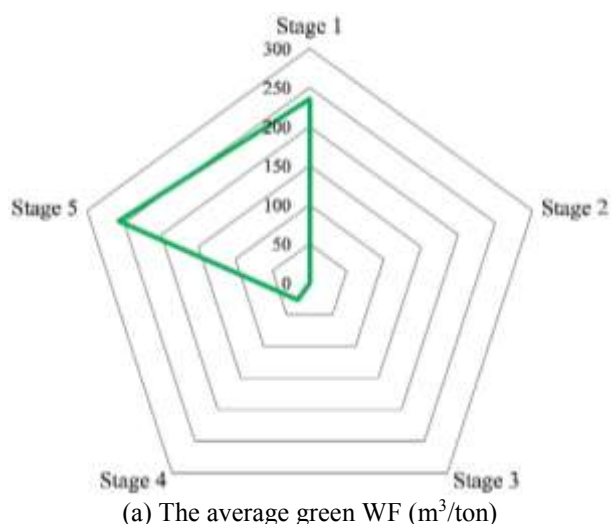 Stage 1
300
250
200
150
100
50
0
Stage 5
Stage 2
Stage 4
Stage 3
(a) The average green WF (m³/ton)